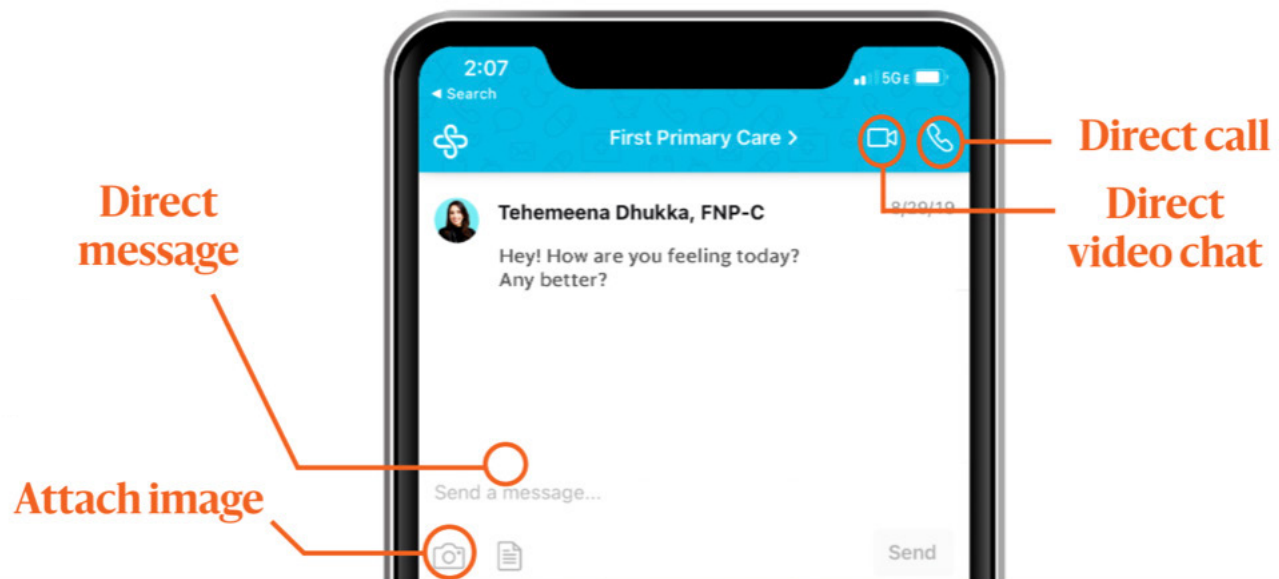 2:07
5GE
◄ Search
First Primary Care >
Direct call
Direct
message
Tehemeena Dhukka, FNP-C
8/29/19
Direct
video chat
Hey! How are you feeling today?
Any better?
Send a message...
Attach image
Send